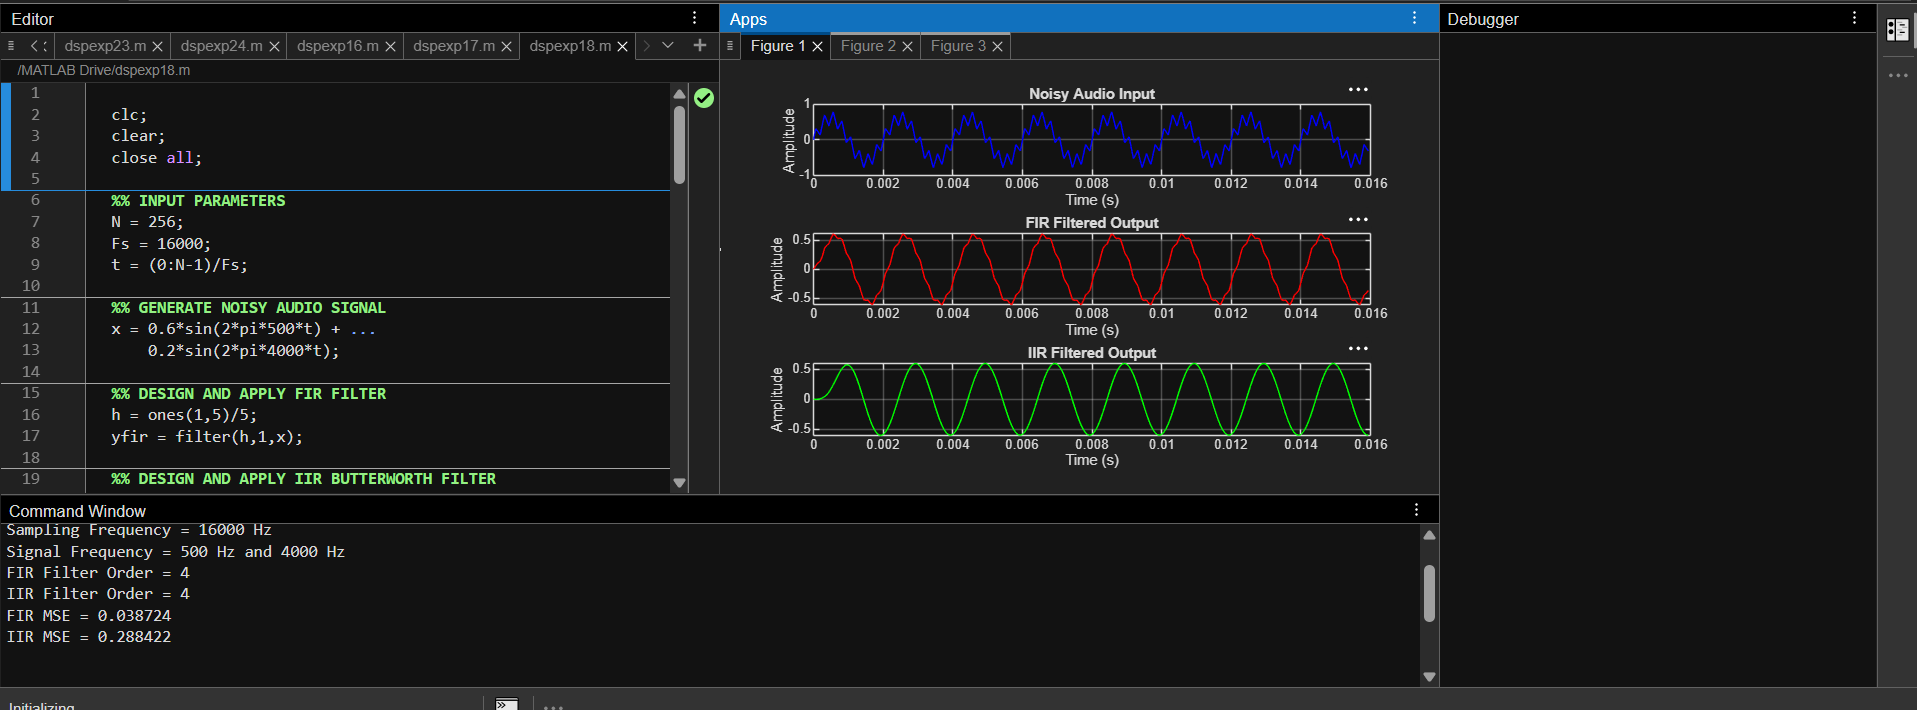 Editor
dspexp23.m
dspexp24.m
dspexp16.m
dspexp17.m
dspexp18.m
/MATLAB Drive/dspexp18.m
1
2 clc;
3 clear;
4 close all;
5
6 %% INPUT PARAMETERS
7 N = 256;
8 Fs = 16000;
9 t = (0:N-1)/Fs;
10
11 %% GENERATE NOISY AUDIO SIGNAL
12 x = 0.6*sin(2*pi*500*t) + ...
13 0.2*sin(2*pi*4000*t);
14
15 %% DESIGN AND APPLY FIR FILTER
16 h = ones(1,5)/5;
17 yfir = filter(h,1,x);
18
19 %% DESIGN AND APPLY IIR BUTTERWORTH FILTER
Apps
Figure 1
Figure 2
Figure 3
Noisy Audio Input
Amplitude
1
0
-1
0 0.002 0.004 0.006 0.008 0.01 0.012 0.014 0.016
Time (s)
FIR Filtered Output
Amplitude
0.5
0
-0.5
0 0.002 0.004 0.006 0.008 0.01 0.012 0.014 0.016
Time (s)
IIR Filtered Output
Amplitude
0.5
0
-0.5
0 0.002 0.004 0.006 0.008 0.01 0.012 0.014 0.016
Time (s)
Debugger
Command Window
Sampling Frequency = 16000 Hz
Signal Frequency = 500 Hz and 4000 Hz
FIR Filter Order = 4
IIR Filter Order = 4
FIR MSE = 0.038724
IIR MSE = 0.288422
Initializing